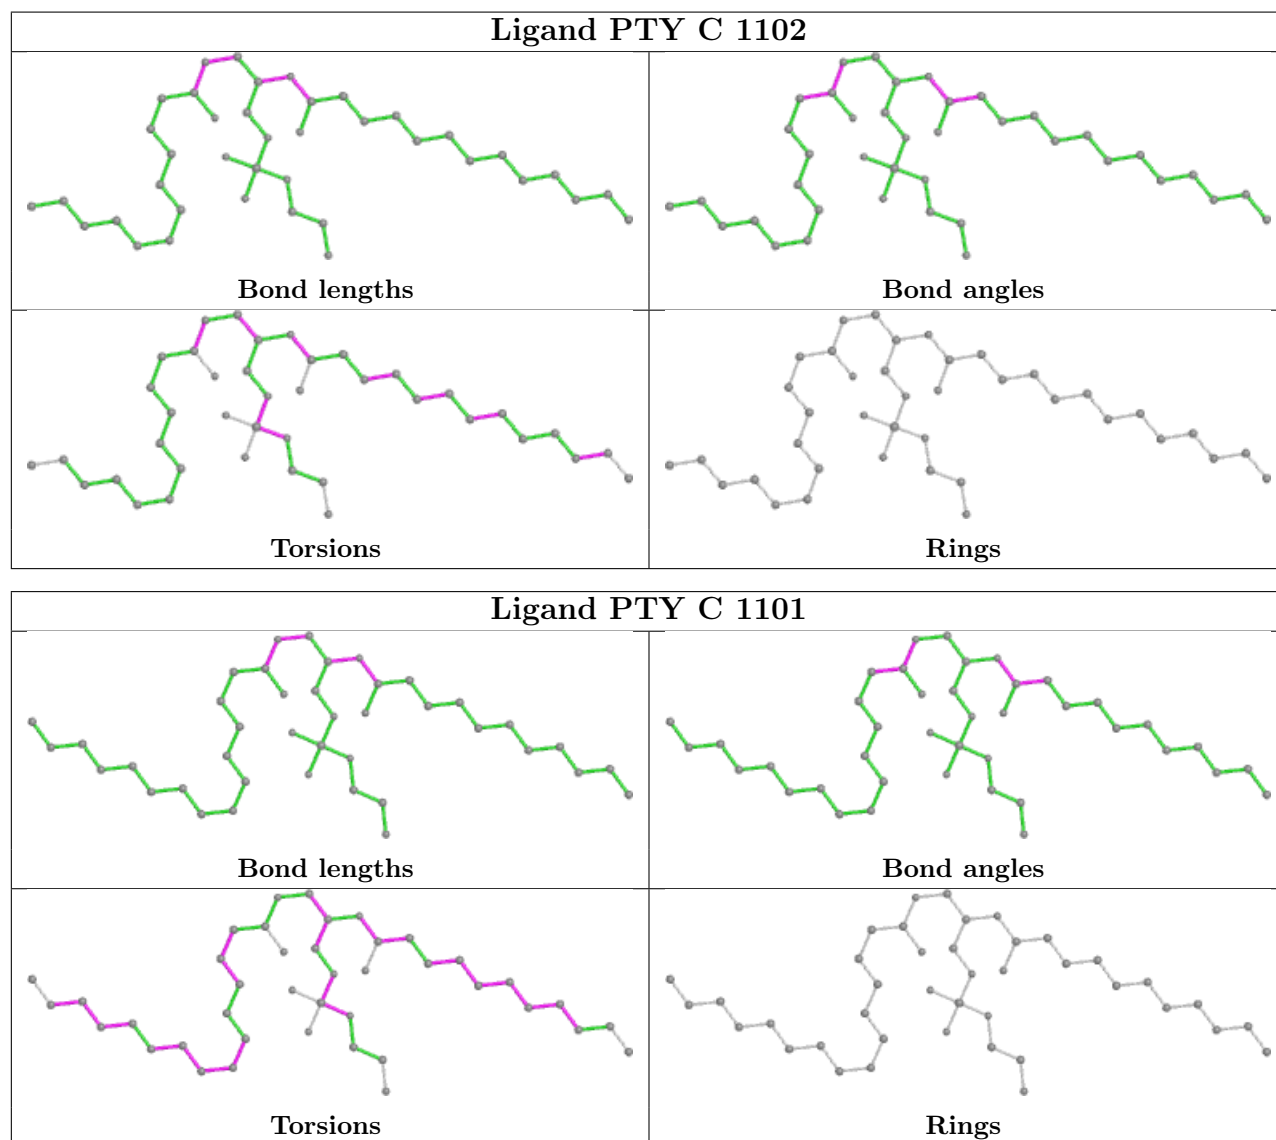 Ligand PTY C 1102
Bond lengths
Bond angles
Torsions
Rings
Ligand PTY C 1101
Bond lengths
Bond angles
Torsions
Rings